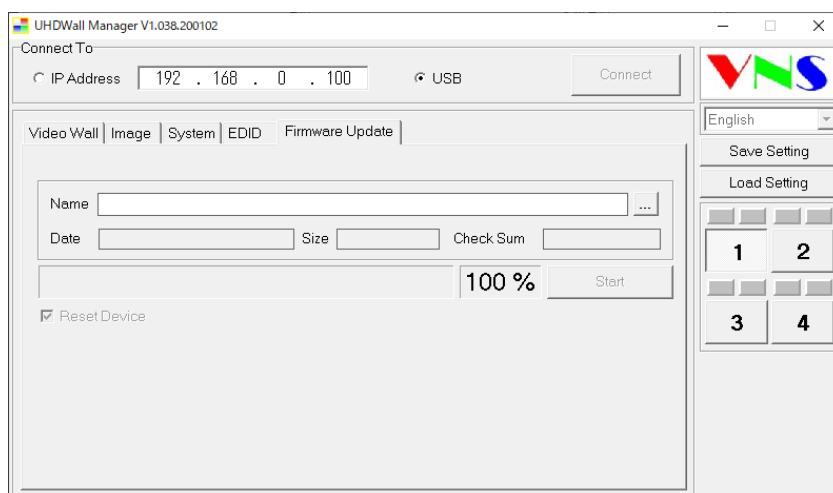 UHDWall Manager V1.038.200102
Connect To
IP Address 192 . 168 . 0 . 100 USB Connect
VNS
English
Save Setting
Load Setting
Video Wall Image System EDID Firmware Update
Name ...
Date Size Check Sum
100 % Start
Reset Device
1 2
3 4